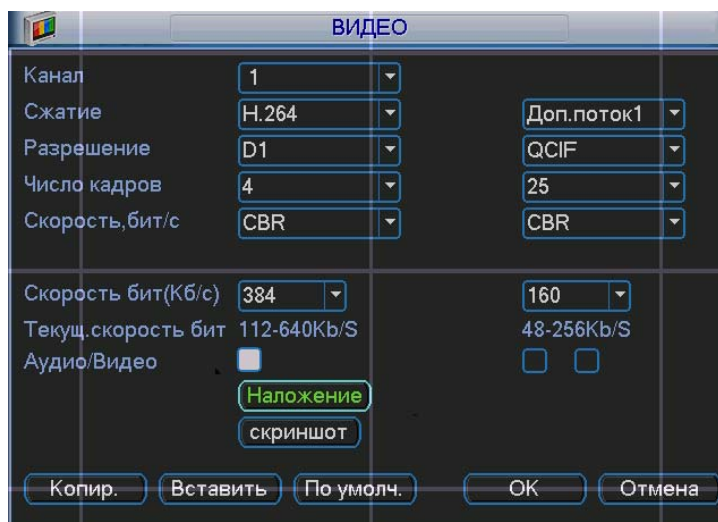 ВИДЕО
Канал 1
Сжатие H.264 Доп.поток1
Разрешение D1 QCIF
Число кадров 4 25
Скорость,бит/с CBR CBR
Скорость бит(Кб/с) 384 160
Текущ.скорость бит 112-640Kb/S 48-256Kb/S
Аудио/Видео
Наложение
скриншот
Копир. Вставить По умолч. OK Отмена